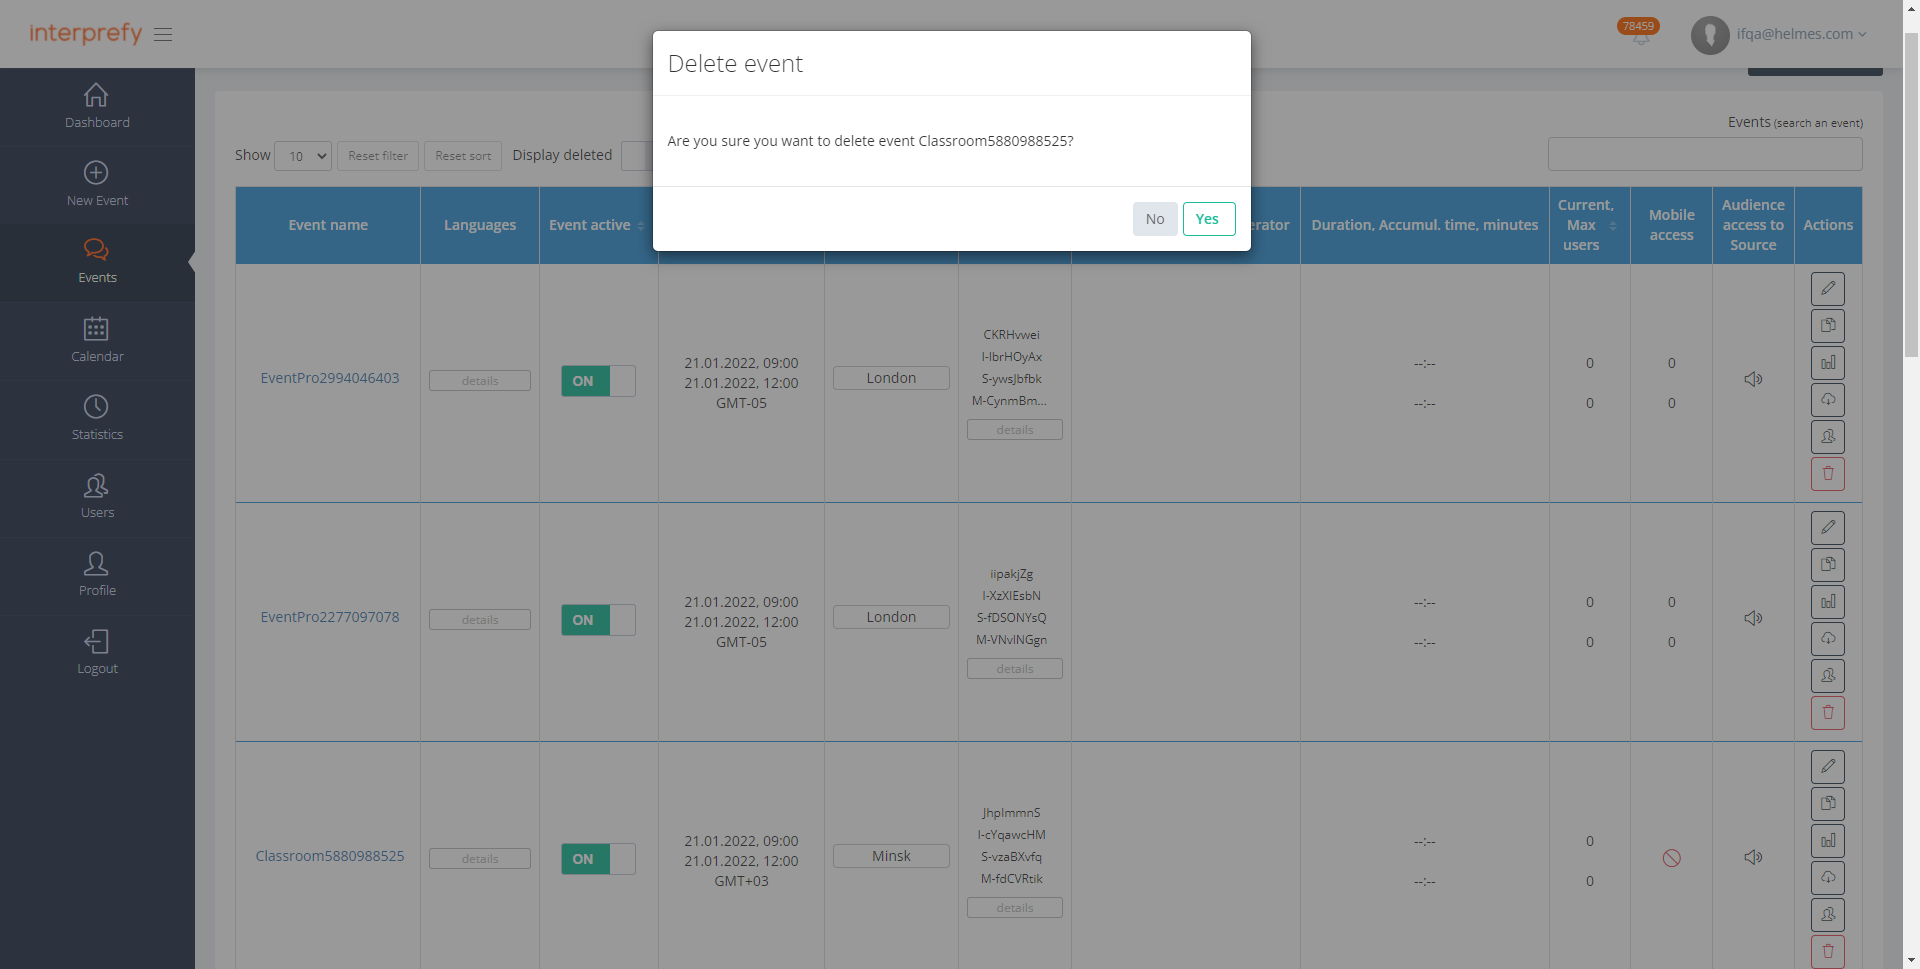 interprefy
78459
ifqa@helmes.com
Dashboard
New Event
Events
Calendar
Statistics
Users
Profile
Logout
Delete event
Are you sure you want to delete event Classroom5880988525?
No
Yes
Events (search an event)
Show 10 Reset filter Reset sort Display deleted
Event name
Languages
Event active
erator
Duration, Accumul. time, minutes
Current,
Max
users
Mobile
access
Audience
access to
Source
Actions
EventPro2994046403
details
ON
21.01.2022, 09:00
21.01.2022, 12:00
GMT-05
London
CKRHvwei
I-IbrHOyAx
S-ywsJbfbk
M-CynmBm...
details
--:--
--:--
0
0
0
0
EventPro2277097078
details
ON
21.01.2022, 09:00
21.01.2022, 12:00
GMT-05
London
iipakjZg
I-XzXIEsbN
S-fDSONYsQ
M-VNvINGgn
details
--:--
--:--
0
0
0
0
Classroom5880988525
details
ON
21.01.2022, 09:00
21.01.2022, 12:00
GMT+03
Minsk
JhpImmnS
I-cYqawcHM
S-vzaBXvfq
M-fdCVRtik
details
--:--
--:--
0
0